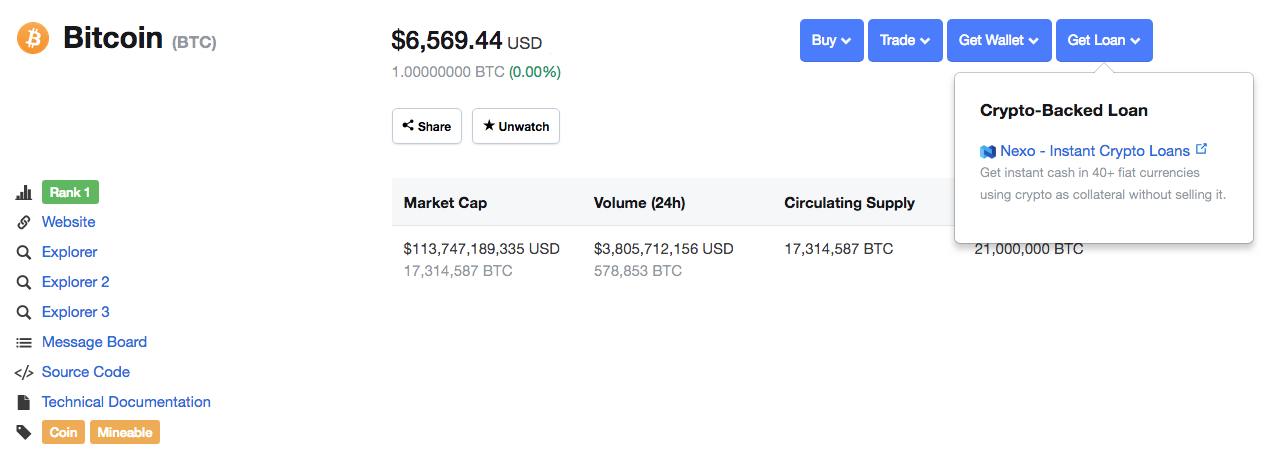 Bitcoin (BTC)
$6,569.44 USD
1.00000000 BTC (0.00%)
Buy
Trade
Get Wallet
Get Loan
Share
Unwatch
Crypto-Backed Loan
Nexo - Instant Crypto Loans
Get instant cash in 40+ fiat currencies
using crypto as collateral without selling it.
Rank 1
Website
Explorer
Explorer 2
Explorer 3
Message Board
Source Code
Technical Documentation
Coin Mineable
Market Cap Volume (24h) Circulating Supply
$113,747,189,335 USD $3,805,712,156 USD 17,314,587 BTC 21,000,000 BTC
17,314,587 BTC 578,853 BTC